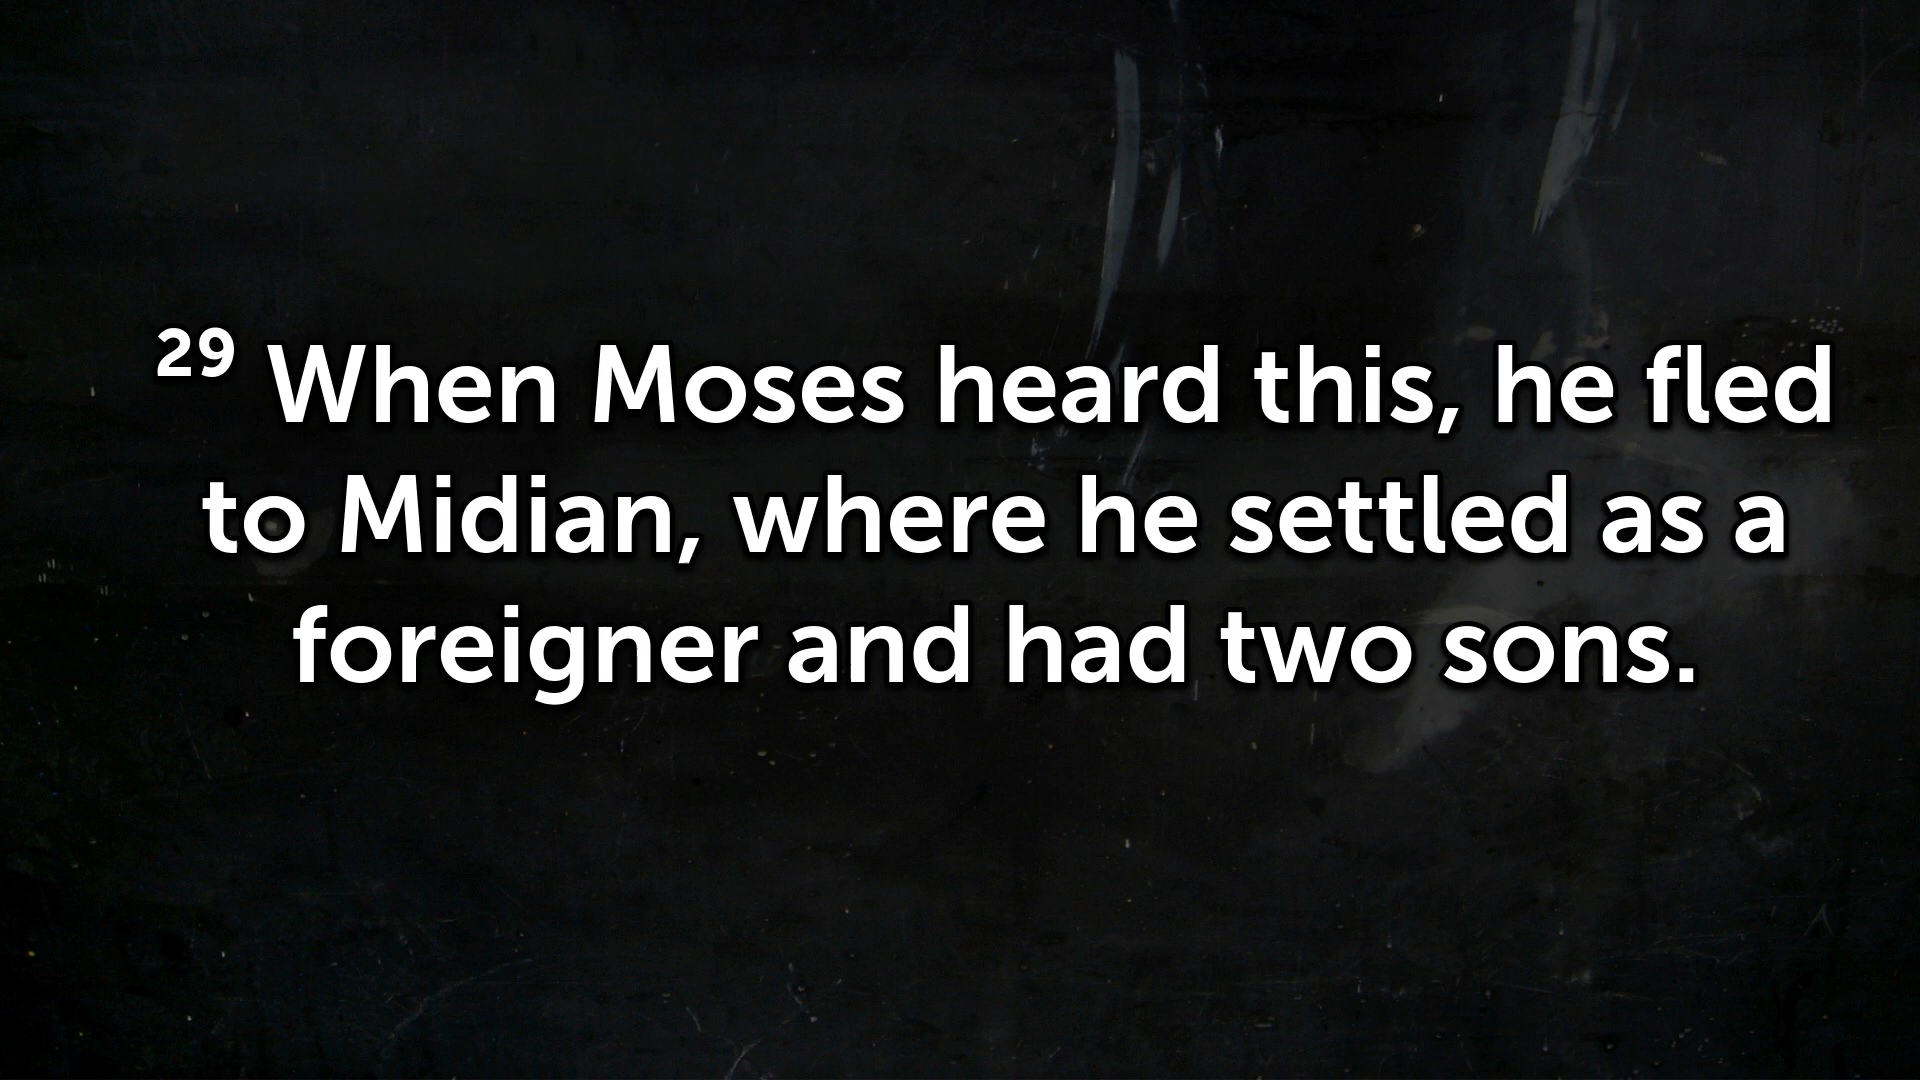 29 When Moses heard this, he fled
to Midian, where he settled as a
foreigner and had two sons.